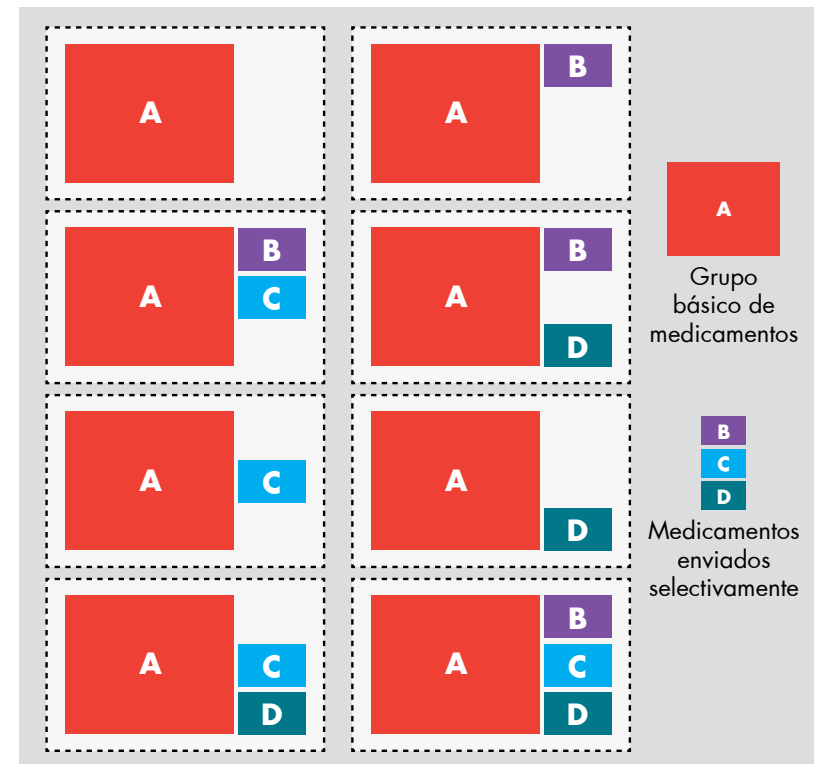 A
A B
A B C
A B D
A C
A D
A C D
A B C D
A
Grupo
básico de
medicamentos
B
C
D
Medicamentos
enviados
selectivamente